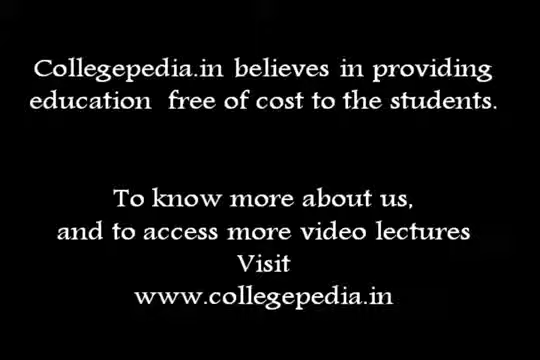 Collegepedia.in believes in providing
education  free of cost to the students.
To know more about us,
and to access more video lectures
Visit
www.collegepedia.in